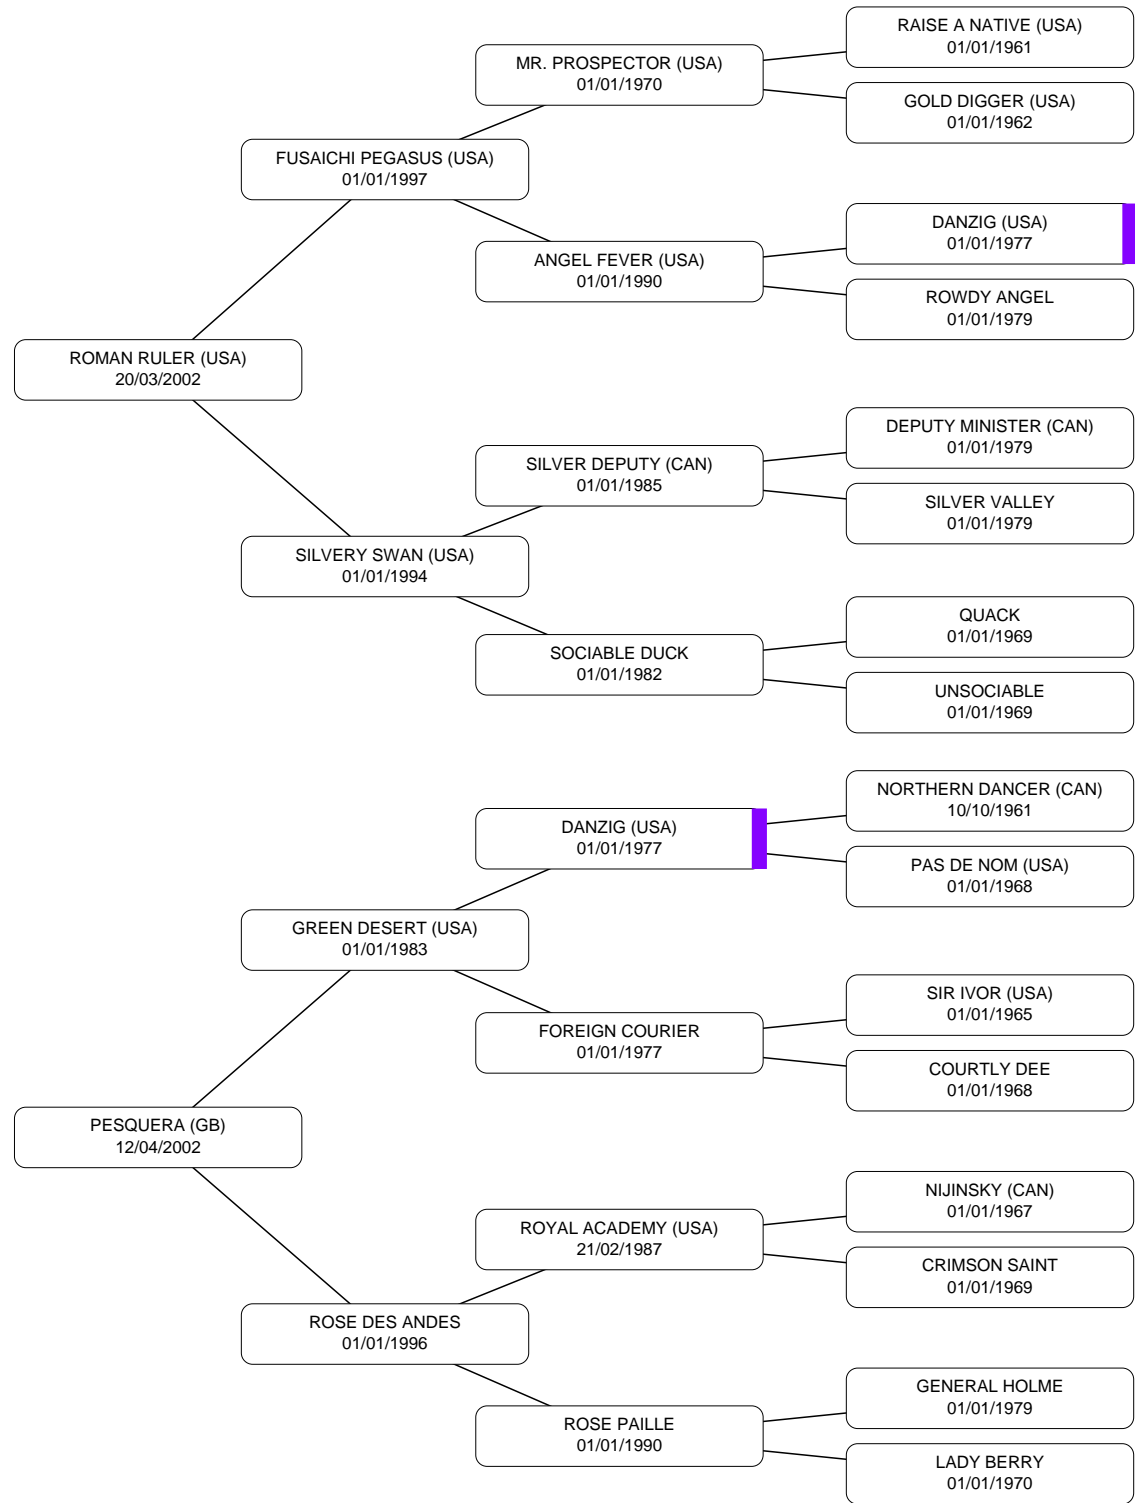 RAISE A NATIVE (USA)
01/01/1961
MR. PROSPECTOR (USA)
01/01/1970
GOLD DIGGER (USA)
01/01/1962
FUSAICHI PEGASUS (USA)
01/01/1997
DANZIG (USA)
01/01/1977
ANGEL FEVER (USA)
01/01/1990
ROWDY ANGEL
01/01/1979
ROMAN RULER (USA)
20/03/2002
DEPUTY MINISTER (CAN)
01/01/1979
SILVER DEPUTY (CAN)
01/01/1985
SILVER VALLEY
01/01/1979
SILVERY SWAN (USA)
01/01/1994
QUACK
01/01/1969
SOCIABLE DUCK
01/01/1982
UNSOCIABLE
01/01/1969
NORTHERN DANCER (CAN)
10/10/1961
DANZIG (USA)
01/01/1977
PAS DE NOM (USA)
01/01/1968
GREEN DESERT (USA)
01/01/1983
SIR IVOR (USA)
01/01/1965
FOREIGN COURIER
01/01/1977
COURTLY DEE
01/01/1968
PESQUERA (GB)
12/04/2002
NIJINSKY (CAN)
01/01/1967
ROYAL ACADEMY (USA)
21/02/1987
CRIMSON SAINT
01/01/1969
ROSE DES ANDES
01/01/1996
GENERAL HOLME
01/01/1979
ROSE PAILLE
01/01/1990
LADY BERRY
01/01/1970